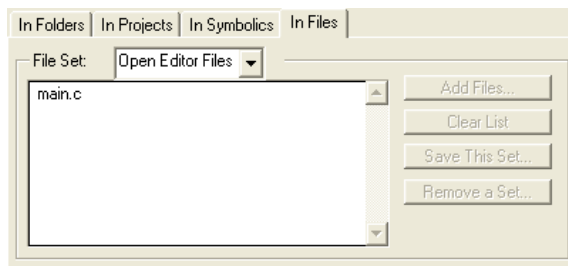 In Folders In Projects In Symbolics In Files
File Set: Open Editor Files
main.c
Add Files...
Clear List
Save This Set...
Remove a Set...